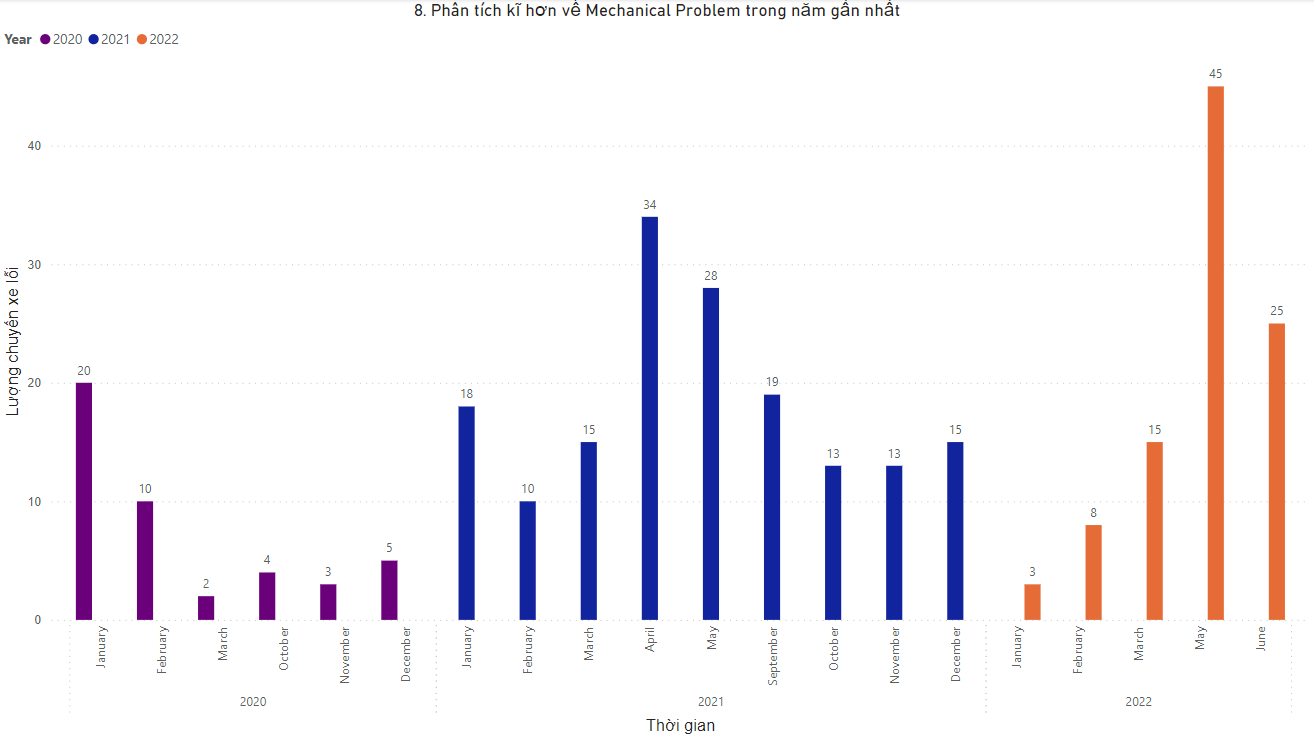 8. Phân tích kĩ hơn về Mechanical Problem trong năm gần nhất
Year 2020 2021 2022
Lượng chuyến xe lỗi
40
30
20
10
0
20
10
2
4
3
5
18
10
15
34
28
19
13
13
15
3
8
15
45
25
January
February
March
October
November
December
January
February
March
April
May
September
October
November
December
January
February
March
May
June
2020
2021
2022
Thời gian